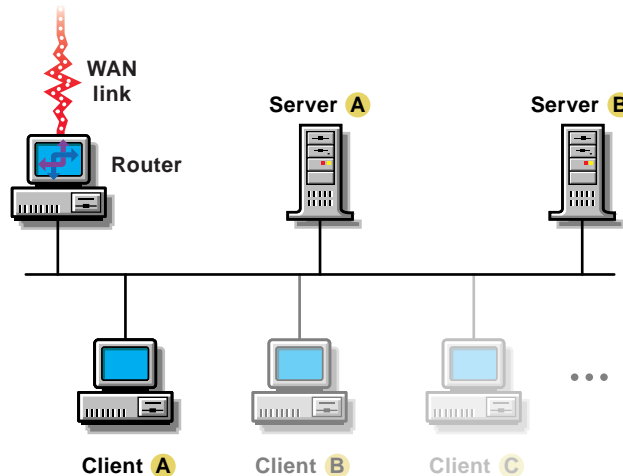 WAN
link
Server A
Server B
Router
Client A
Client B
Client C